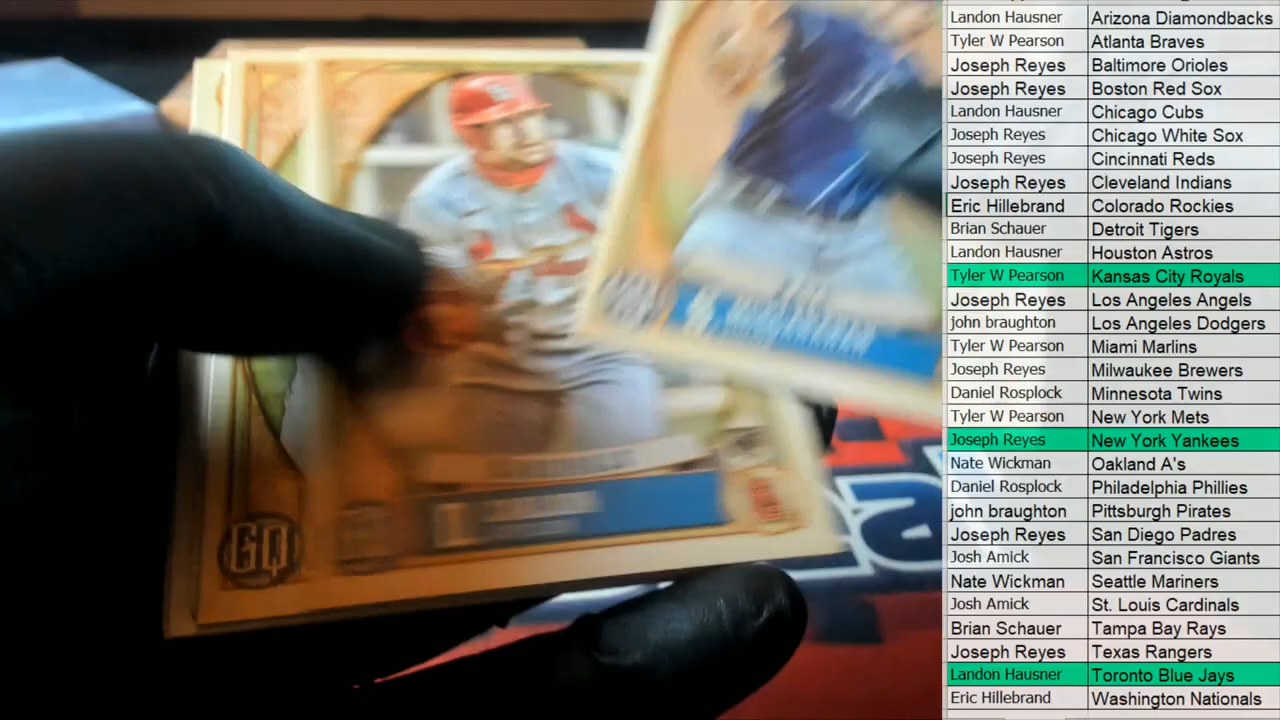 Landon Hausner Arizona Diamondbacks
Tyler W Pearson Atlanta Braves
Joseph Reyes Baltimore Orioles
Joseph Reyes Boston Red Sox
Landon Hausner Chicago Cubs
Joseph Reyes Chicago White Sox
Joseph Reyes Cincinnati Reds
Joseph Reyes Cleveland Indians
Eric Hillebrand Colorado Rockies
Brian Schauer Detroit Tigers
Landon Hausner Houston Astros
Tyler W Pearson Kansas City Royals
Joseph Reyes Los Angeles Angels
john braughton Los Angeles Dodgers
Tyler W Pearson Miami Marlins
Joseph Reyes Milwaukee Brewers
Daniel Rosplock Minnesota Twins
Tyler W Pearson New York Mets
Joseph Reyes New York Yankees
Nate Wickman Oakland A's
Daniel Rosplock Philadelphia Phillies
john braughton Pittsburgh Pirates
Joseph Reyes San Diego Padres
Josh Amick San Francisco Giants
Nate Wickman Seattle Mariners
Josh Amick St. Louis Cardinals
Brian Schauer Tampa Bay Rays
Joseph Reyes Texas Rangers
Landon Hausner Toronto Blue Jays
Eric Hillebrand Washington Nationals
GQ